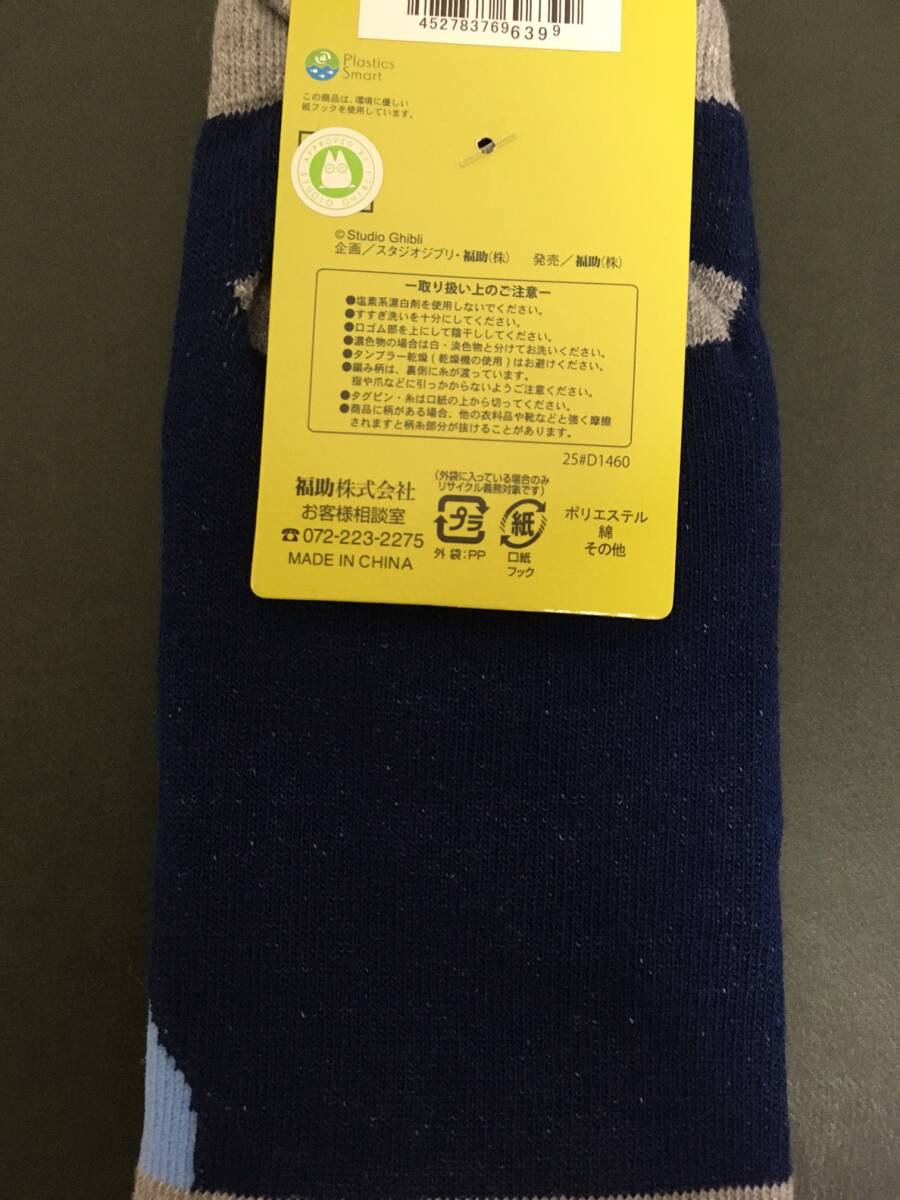 4527837696399
Plastics
Smart
この商品は、環境に優しい
紙フックを使用しています。
APPROVED BY STUDIO GHIBLI
© Studio Ghibli
企画／スタジオジブリ・福助(株)　発売／福助(株)
ー取り扱い上のご注意ー
●塩素系漂白剤を使用しないでください。
●すすぎ洗いを十分にしてください。
●口ゴム部を上にして陰干ししてください。
●濃色物の場合は白・淡色物と分けてお洗いください。
●タンブラー乾燥(乾燥機の使用)はお避けください。
●編み柄は、裏側に糸が渡っています。
指や爪などに引っかからないようご注意ください。
●タグピン・糸は口紙の上から切ってください。
●商品に柄がある場合、他の衣料品や靴などと強く摩擦
されますと柄糸部分が抜けることがあります。
25#D1460
福助株式会社
お客様相談室
☎072-223-2275
MADE IN CHINA
(外袋に入っている場合のみ
リサイクル義務対象です)
プラ
外袋:PP
紙
口紙
フック
ポリエステル
綿
その他